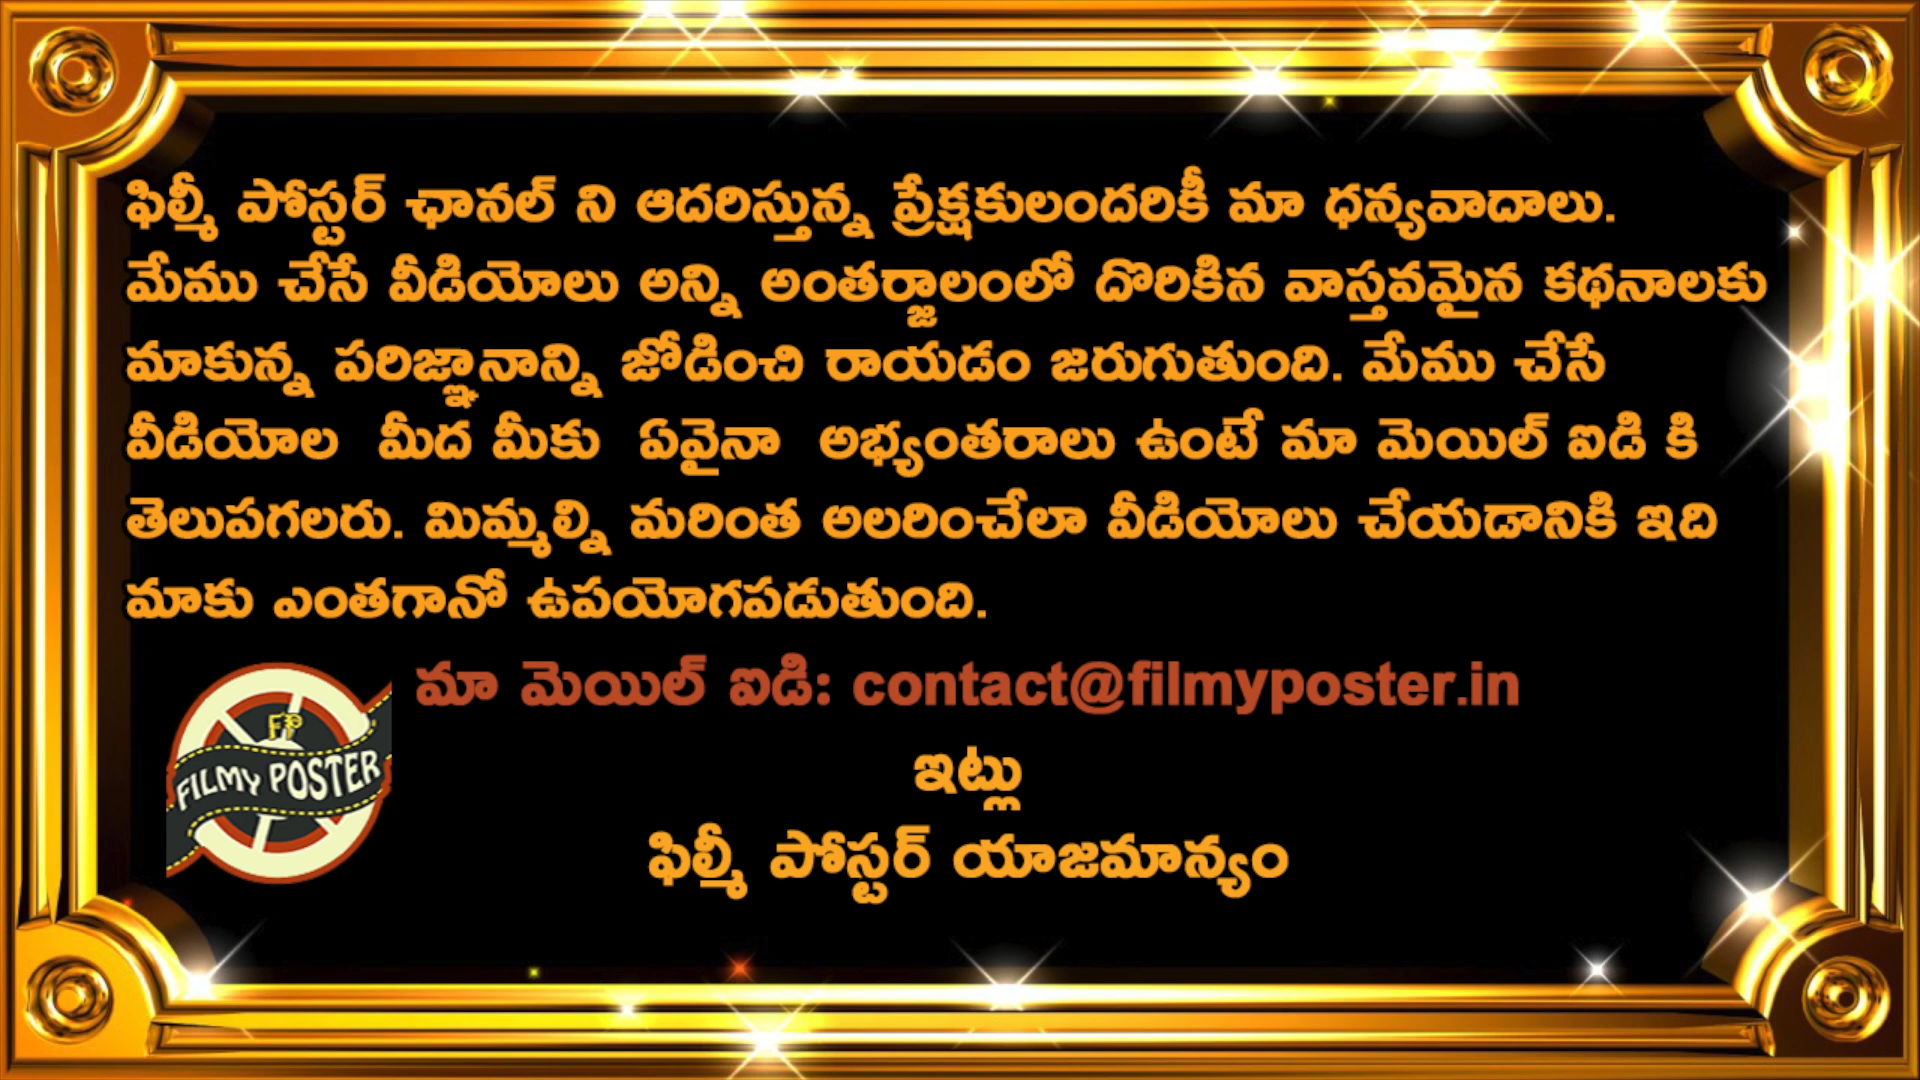 ఫిల్మీ పోస్టర్ ఛానల్ ని ఆదరిస్తున్న ప్రేక్షకులందరికీ మా ధన్యవాదాలు.
మేము చేసే వీడియోలు అన్ని అంతర్జాలంలో దొరికిన వాస్తవమైన కథనాలకు
మాకున్న పరిజ్ఞానాన్ని జోడించి రాయడం జరుగుతుంది. మేము చేసే
వీడియోల మీద మీకు ఏవైనా అభ్యంతరాలు ఉంటే మా మెయిల్ ఐడి కి
తెలుపగలరు. మిమ్మల్ని మరింత అలరించేలా వీడియోలు చేయడానికి ఇది
మాకు ఎంతగానో ఉపయోగపడుతుంది.
మా మెయిల్ ఐడి: contact@filmyposter.in
FP
FILMY POSTER
ఇట్లు
ఫిల్మీ పోస్టర్ యాజమాన్యం